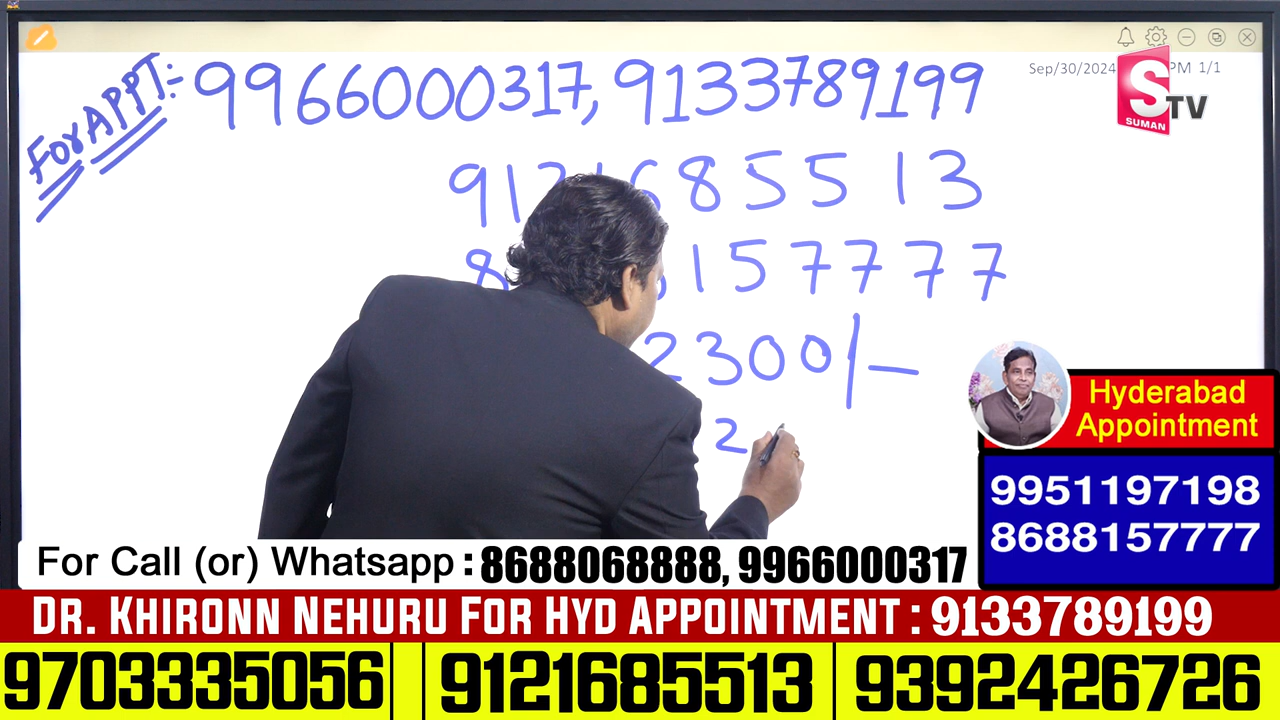 Sep/30/2024 PM 1/1
S
SUMAN TV
For APPT:- 9966000317, 9133789199
685513
157777
2300/-
2
Hyderabad
Appointment
9951197198
8688157777
For Call (or) Whatsapp : 8688068888, 9966000317
DR. KHIRONN NEHURU FOR HYD APPOINTMENT : 9133789199
9703335056 9121685513 9392426726